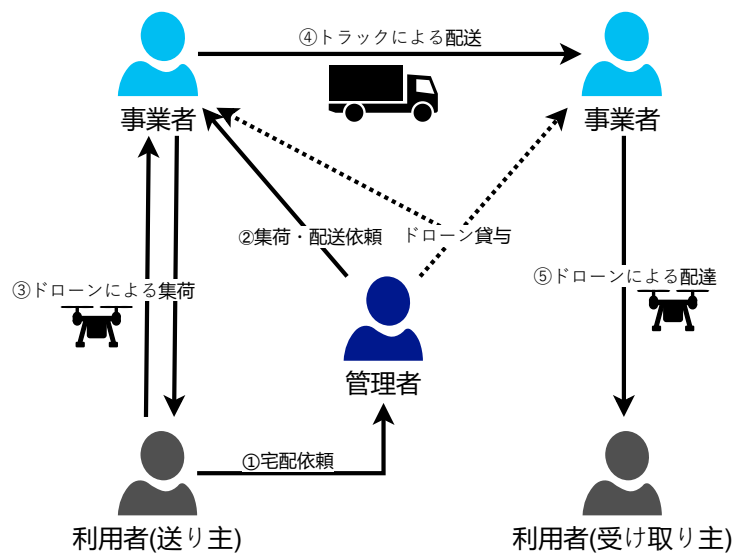 ④トラックによる配送
事業者
事業者
②集荷・配送依頼
ドローン貸与
③ドローンによる集荷
⑤ドローンによる配達
管理者
①宅配依頼
利用者(送り主)
利用者(受け取り主)